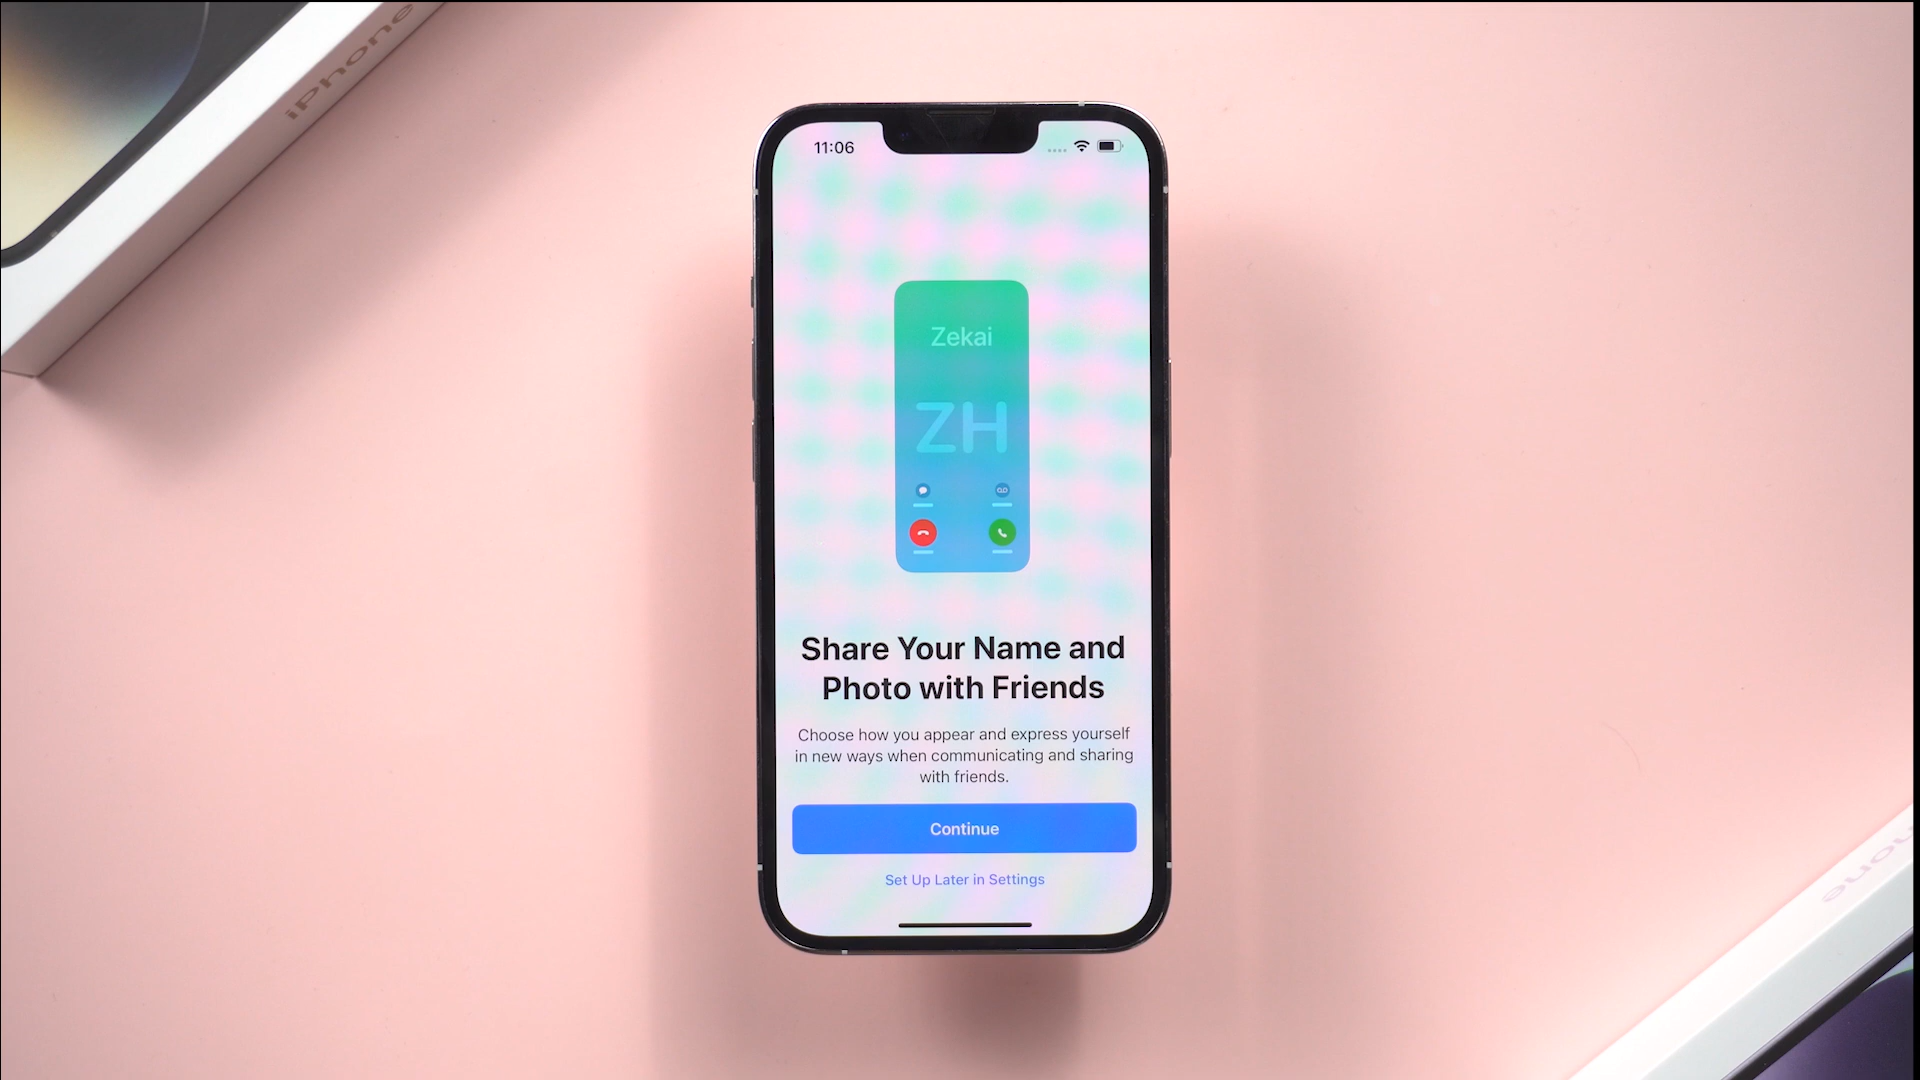 iPhone
11:06
Zekai
ZH
Share Your Name and
Photo with Friends
Choose how you appear and express yourself
in new ways when communicating and sharing
with friends.
Continue
Set Up Later in Settings